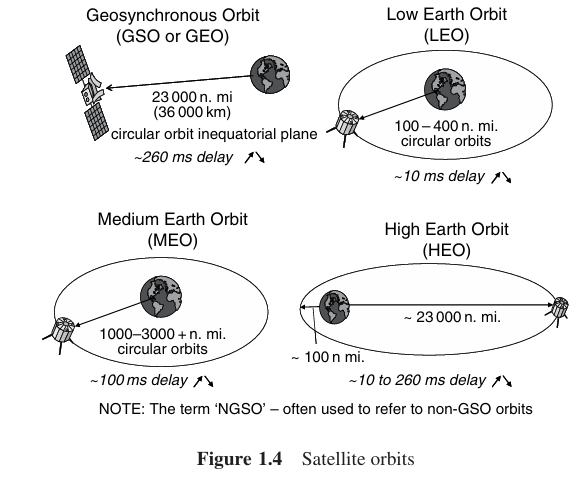 Geosynchronous Orbit
(GSO or GEO)
23 000 n. mi
(36 000 km)
circular orbit inequatorial plane
~260 ms delay
Low Earth Orbit
(LEO)
100 – 400 n. mi.
circular orbits
~10 ms delay
Medium Earth Orbit
(MEO)
1000–3000 + n. mi.
circular orbits
~100 ms delay
High Earth Orbit
(HEO)
~ 23 000 n. mi.
~ 100 n mi.
~10 to 260 ms delay
NOTE: The term ‘NGSO’ – often used to refer to non-GSO orbits
Figure 1.4 Satellite orbits